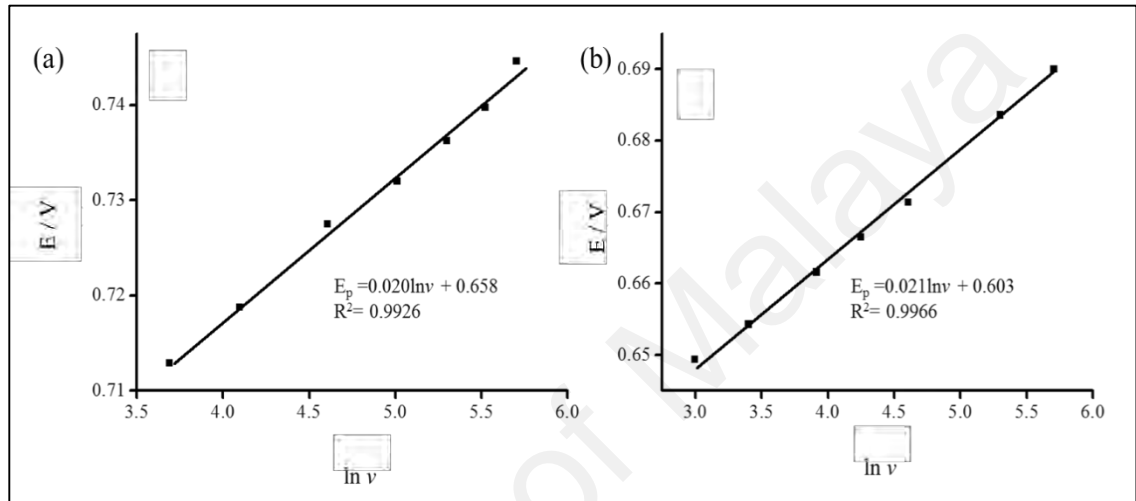 (a)
0.74
0.73
0.72
0.71
E / V
E_p =0.020lnv + 0.658
R²= 0.9926
3.5 4.0 4.5 5.0 5.5 6.0
ln v
(b)
0.69
0.68
0.67
0.66
0.65
E / V
E_p =0.021lnv + 0.603
R²= 0.9966
3.0 3.5 4.0 4.5 5.0 5.5 6.0
ln v
of Malaya